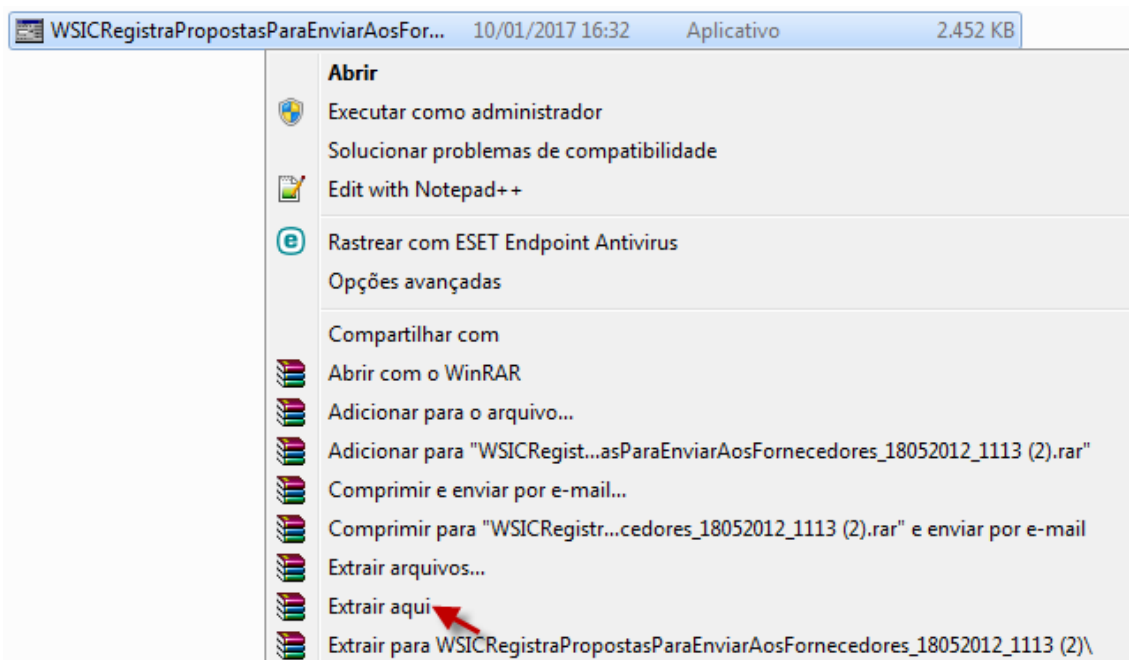 WSICRegistraPropostasParaEnviarAosFor... 10/01/2017 16:32 Aplicativo 2.452 KB
Abrir
Executar como administrador
Solucionar problemas de compatibilidade
Edit with Notepad++
Rastrear com ESET Endpoint Antivirus
Opções avançadas
Compartilhar com
Abrir com o WinRAR
Adicionar para o arquivo...
Adicionar para "WSICRegist...asParaEnviarAosFornecedores_18052012_1113 (2).rar"
Comprimir e enviar por e-mail...
Comprimir para "WSICRegistr...cedores_18052012_1113 (2).rar" e enviar por e-mail
Extrair arquivos...
Extrair aqui
Extrair para WSICRegistraPropostasParaEnviarAosFornecedores_18052012_1113 (2)\